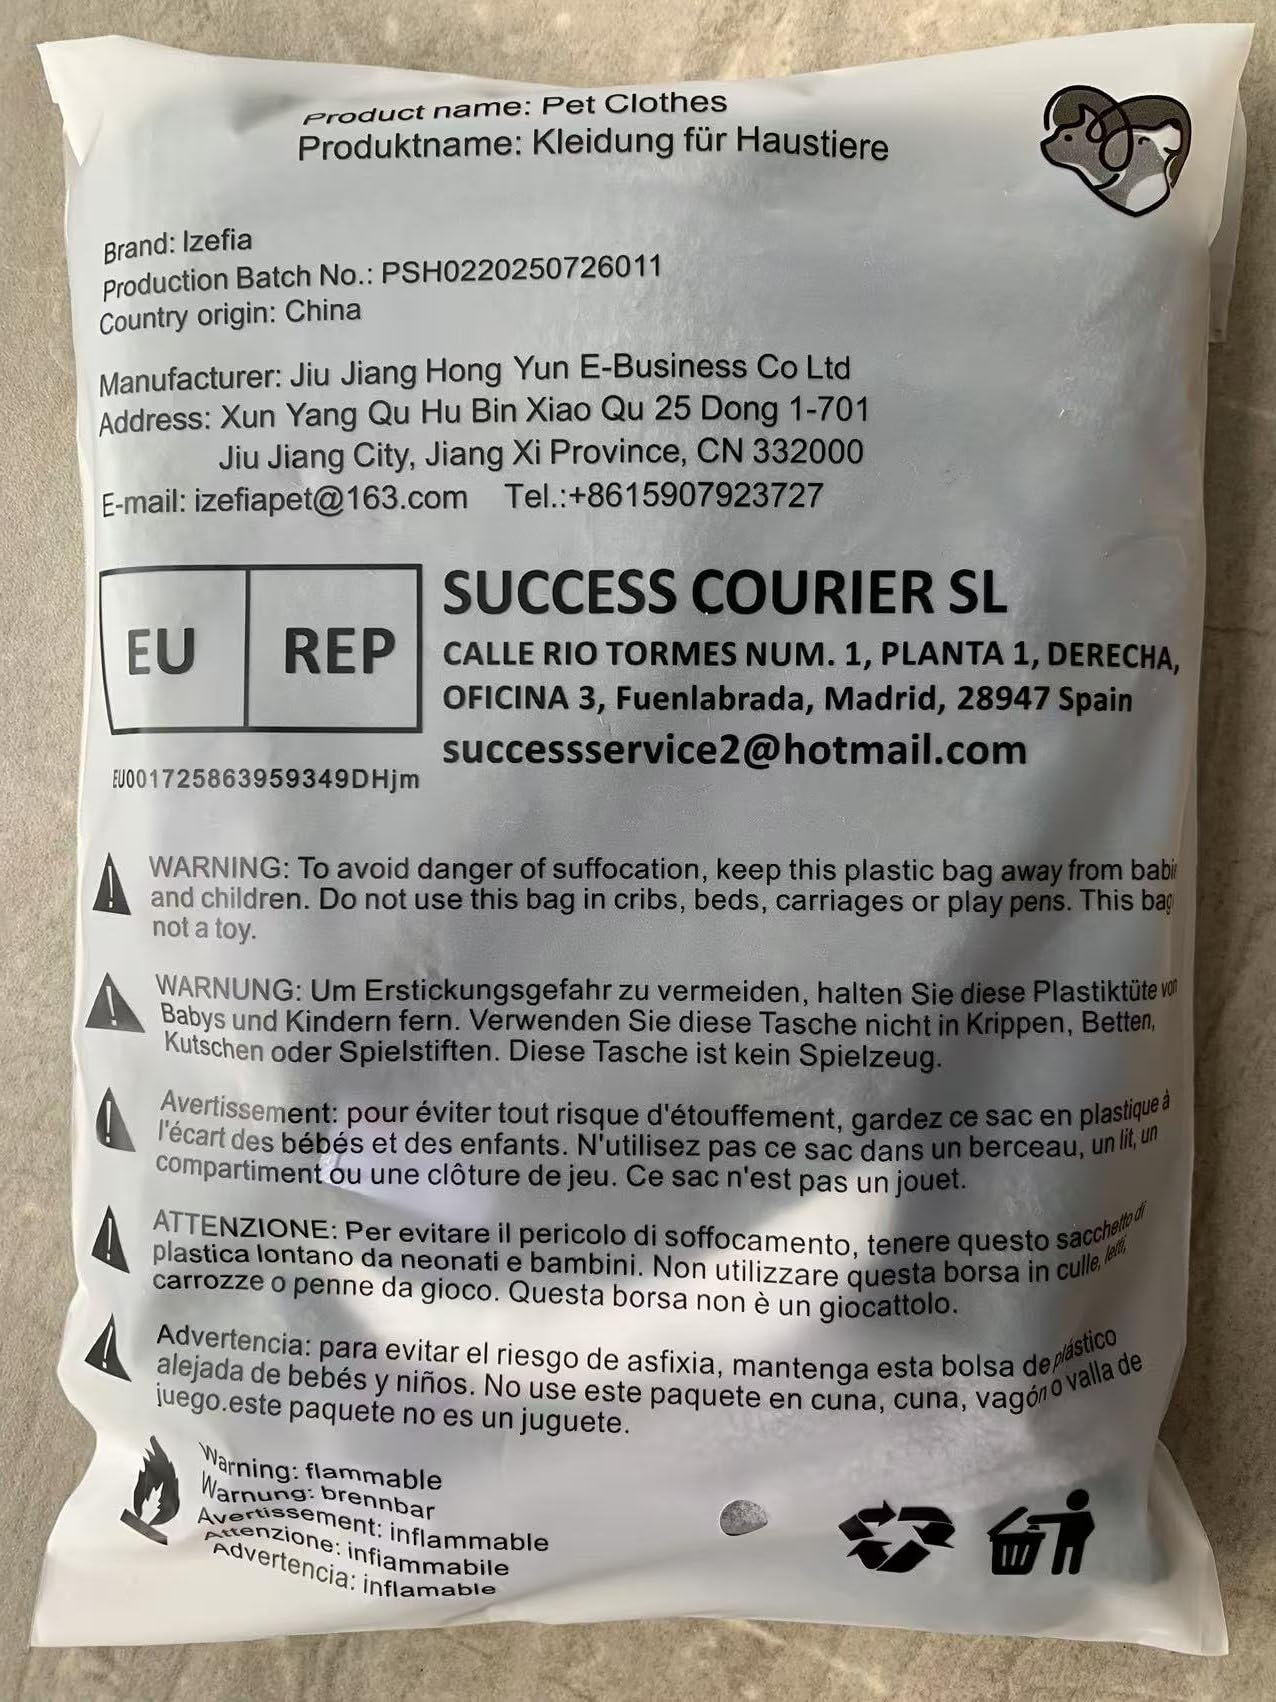 Product name: Pet Clothes
Produktname: Kleidung für Haustiere
Brand: Izefia
Production Batch No.: PSH0220250726011
Country origin: China
Manufacturer: Jiu Jiang Hong Yun E-Business Co Ltd
Address: Xun Yang Qu Hu Bin Xiao Qu 25 Dong 1-701
Jiu Jiang City, Jiang Xi Province, CN 332000
E-mail: izefiapet@163.com Tel.:+8615907923727
EU REP
SUCCESS COURIER SL
CALLE RIO TORMES NUM. 1, PLANTA 1, DERECHA,
OFICINA 3, Fuenlabrada, Madrid, 28947 Spain
successservice2@hotmail.com
EU001725863959349DHjm
WARNING: To avoid danger of suffocation, keep this plastic bag away from babi
and children. Do not use this bag in cribs, beds, carriages or play pens. This bag
not a toy.
WARNUNG: Um Erstickungsgefahr zu vermeiden, halten Sie diese Plastiktüte von
Babys und Kindern fern. Verwenden Sie diese Tasche nicht in Krippen, Betten,
Kutschen oder Spielstiften. Diese Tasche ist kein Spielzeug.
Avertissement: pour éviter tout risque d'étouffement, gardez ce sac en plastique à
l'écart des bébés et des enfants. N'utilisez pas ce sac dans un berceau, un lit, un
compartiment ou une clôture de jeu. Ce sac n'est pas un jouet.
ATTENZIONE: Per evitare il pericolo di soffocamento, tenere questo sacchetto di
plastica lontano da neonati e bambini. Non utilizzare questa borsa in culle, letti,
carrozze o penne da gioco. Questa borsa non è un giocattolo.
Advertencia: para evitar el riesgo de asfixia, mantenga esta bolsa de plástico
alejada de bebés y niños. No use este paquete en cuna, cuna, vagón o valla de
juego.este paquete no es un juguete.
Warning: flammable
Warnung: brennbar
Avertissement: inflammable
Attenzione: infiammabile
Advertencia: inflamable